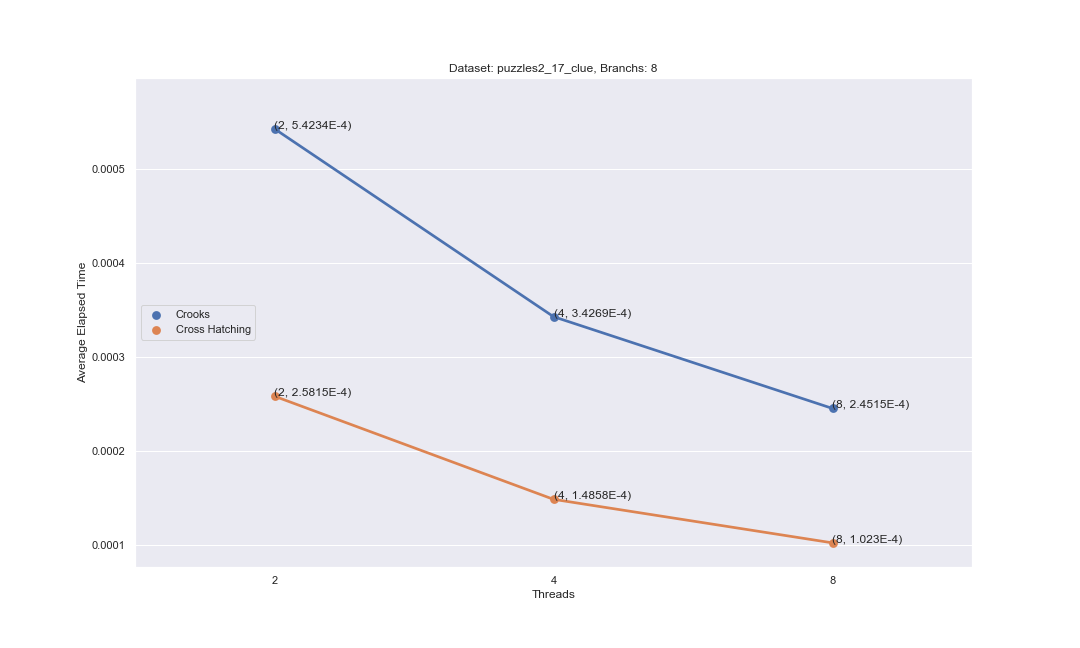 Dataset: puzzles2_17_clue, Branchs: 8
(2, 5.4234E-4)
0.0005
0.0004
Average Elapsed Time
Crooks
(4, 3.4269E-4)
Cross Hatching
0.0003
(2, 2.5815E-4)
(8, 2.4515E-4)
0.0002
(4, 1.4858E-4)
(8, 1.023E-4)
0.0001
2 4 8
Threads